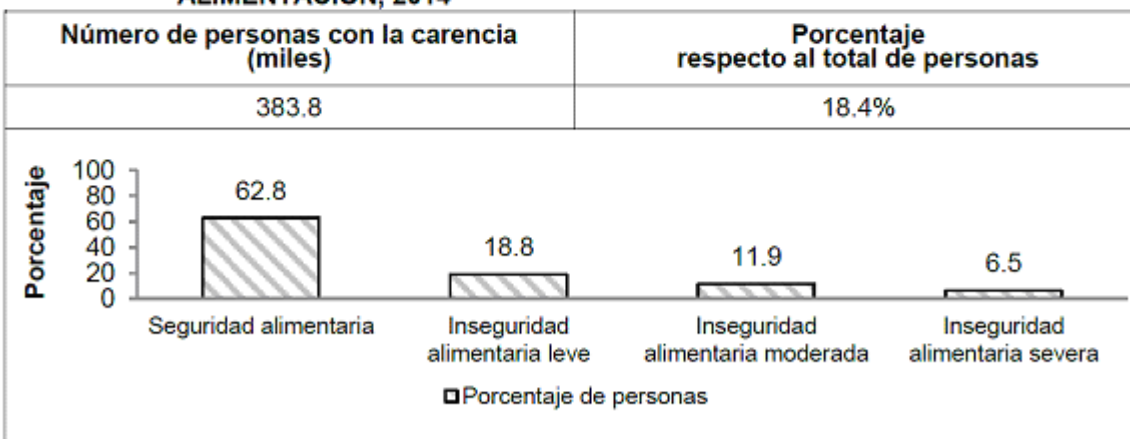 ALIMENTACIÓN, 2014
Número de personas con la carencia
(miles)
Porcentaje
respecto al total de personas
383.8
18.4%
Porcentaje
100
80
60
40
20
0
62.8
18.8
11.9
6.5
Seguridad alimentaria
Inseguridad
alimentaria leve
Inseguridad
alimentaria moderada
Inseguridad
alimentaria severa
Porcentaje de personas